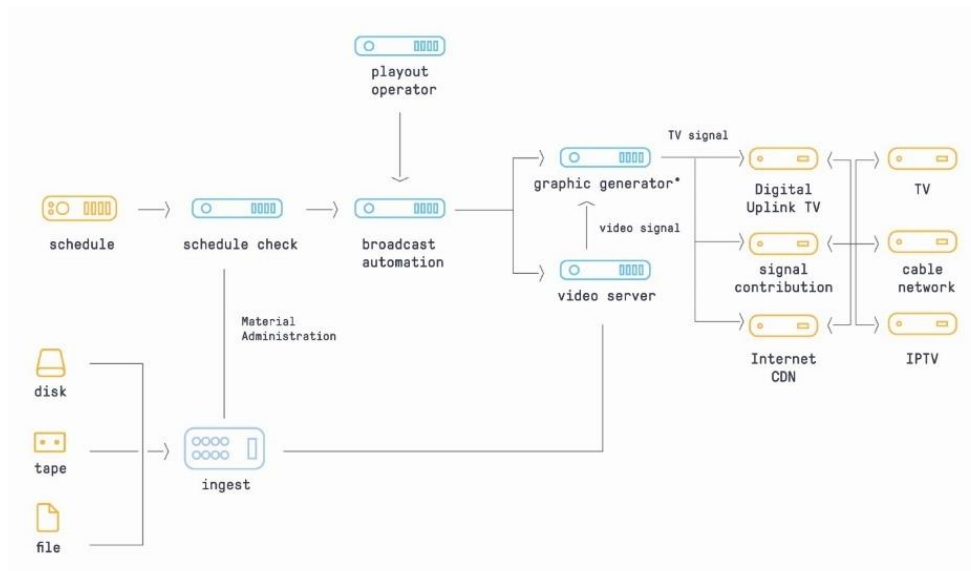 playout
operator
TV signal
graphic generator*
Digital
Uplink TV
TV
schedule
schedule check
broadcast
automation
video signal
video server
signal
contribution
cable
network
Material
Administration
Internet
CDN
IPTV
disk
tape
ingest
file